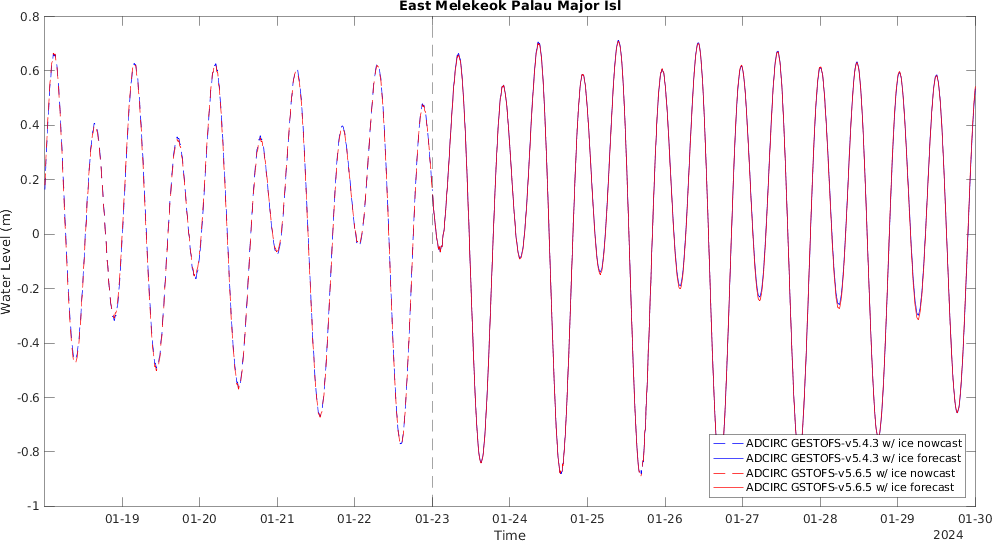 East Melekeok Palau Major Isl
0.8
0.6
0.4
0.2
0
-0.2
-0.4
-0.6
-0.8
-1
Water Level (m)
ADCIRC GESTOFS-v5.4.3 w/ ice nowcast
ADCIRC GESTOFS-v5.4.3 w/ ice forecast
ADCIRC GSTOFS-v5.6.5 w/ ice nowcast
ADCIRC GSTOFS-v5.6.5 w/ ice forecast
01-19 01-20 01-21 01-22 01-23 01-24 01-25 01-26 01-27 01-28 01-29 01-30
Time
2024